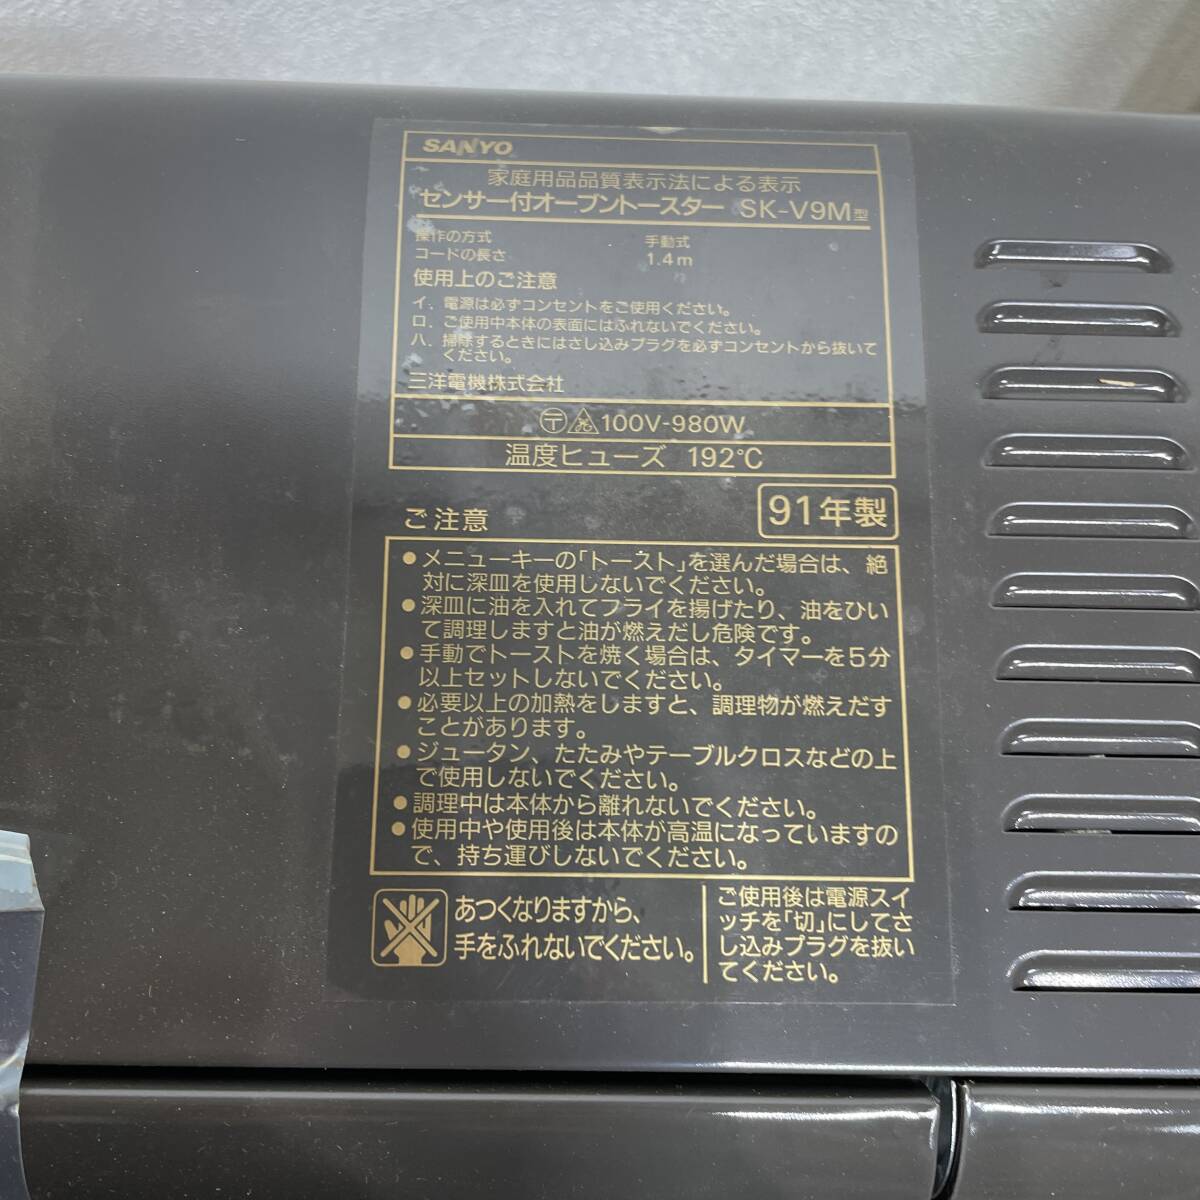 SANYO
家庭用品品質表示法による表示
センサー付オーブントースター SK-V9M型
操作の方式 手動式
コードの長さ 1.4m
使用上のご注意
イ. 電源は必ずコンセントをご使用ください。
ロ. ご使用中本体の表面にはふれないでください。
ハ. 掃除するときにはさし込みプラグを必ずコンセントから抜いて
ください。
三洋電機株式会社
〒 100V-980W
温度ヒューズ 192℃
ご注意 91年製
●メニューキーの「トースト」を選んだ場合は、絶
対に深皿を使用しないでください。
●深皿に油を入れてフライを揚げたり、油をひい
て調理しますと油が燃えだし危険です。
●手動でトーストを焼く場合は、タイマーを5分
以上セットしないでください。
●必要以上の加熱をしますと、調理物が燃えだす
ことがあります。
●ジュータン、たたみやテーブルクロスなどの上
で使用しないでください。
●調理中は本体から離れないでください。
●使用中や使用後は本体が高温になっていますの
で、持ち運びしないでください。
あつくなりますから、
手をふれないでください。
ご使用後は電源スイ
ッチを「切」にしてさ
し込みプラグを抜い
てください。